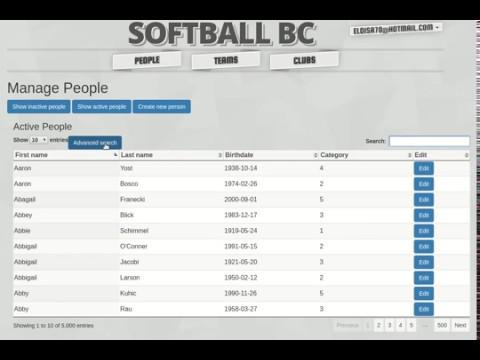 SOFTBALL BC
ELOISA70@HOTMAIL.COM
PEOPLE TEAMS CLUBS
Manage People
Show inactive people Show active people Create new person
Active People
Show 10 entries Advanced search Search:
First name Last name Birthdate Category Edit
Aaron Yost 1938-10-14 4 Edit
Aaron Bosco 1974-02-26 2 Edit
Abagail Franecki 2000-09-01 5 Edit
Abbey Blick 1983-12-17 3 Edit
Abbie Schimmel 1919-05-24 1 Edit
Abbigail O'Conner 1991-05-15 2 Edit
Abbigail Jacobi 1921-05-20 3 Edit
Abbigail Larson 1950-02-12 2 Edit
Abby Kuhic 1990-11-26 5 Edit
Abby Rau 1958-03-27 3 Edit
Showing 1 to 10 of 5,000 entries Previous 1 2 3 4 5 … 500 Next